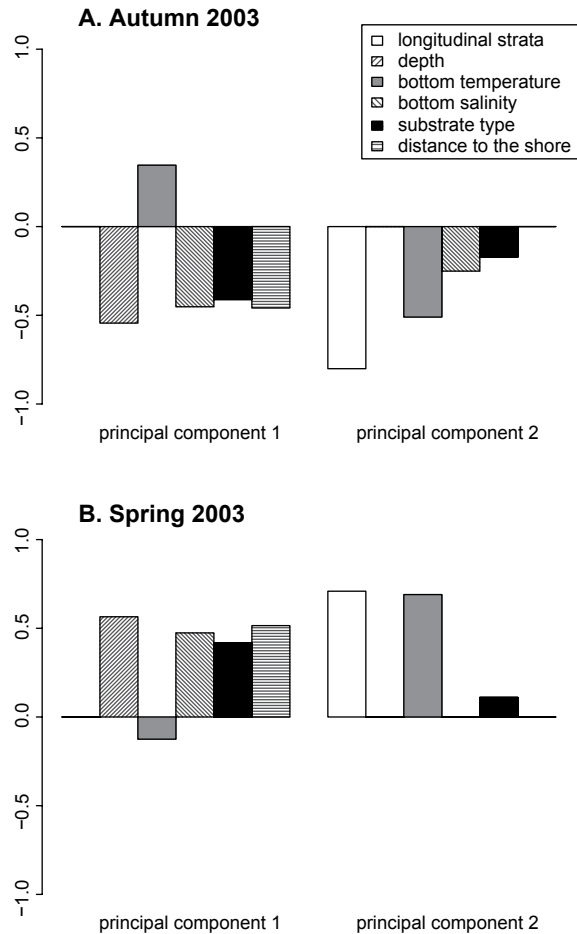 A. Autumn 2003
longitudinal strata
depth
bottom temperature
bottom salinity
substrate type
distance to the shore
1.0
0.5
0.0
−0.5
−1.0
principal component 1
principal component 2
B. Spring 2003
1.0
0.5
0.0
−0.5
−1.0
principal component 1
principal component 2